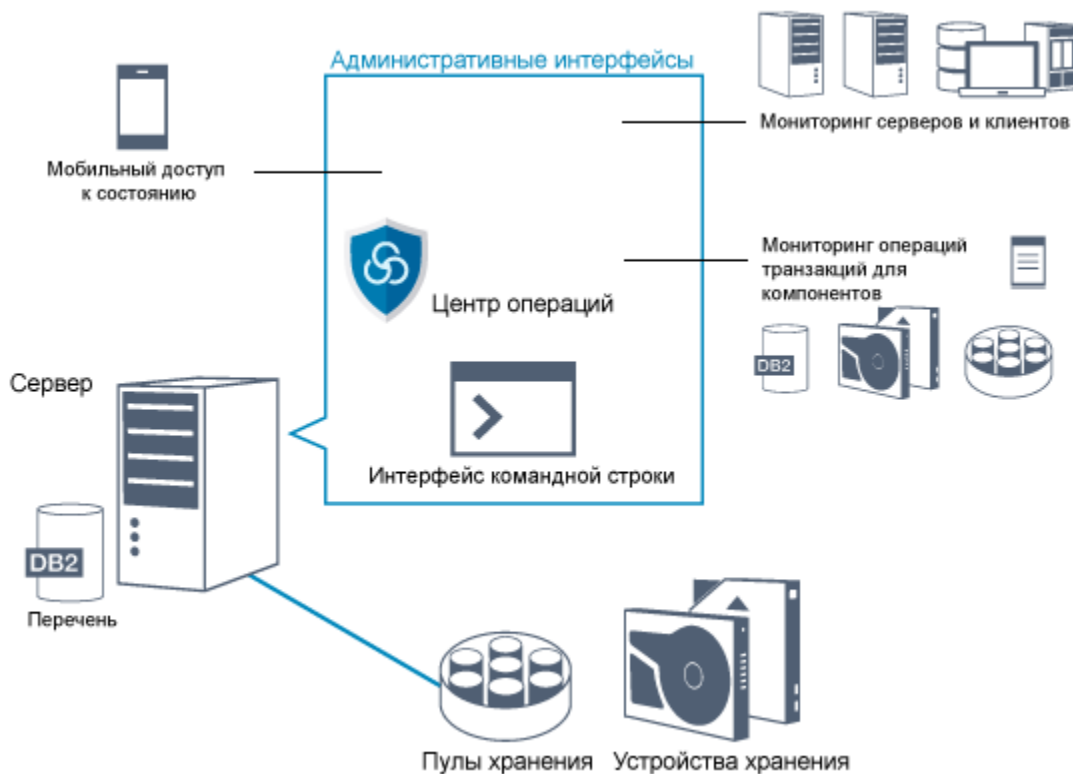 Административные интерфейсы
Мониторинг серверов и клиентов
Мобильный доступ
к состоянию
Мониторинг операций
транзакций для
компонентов
DB2
Центр операций
Сервер
Интерфейс командной строки
DB2
Перечень
Пулы хранения
Устройства хранения